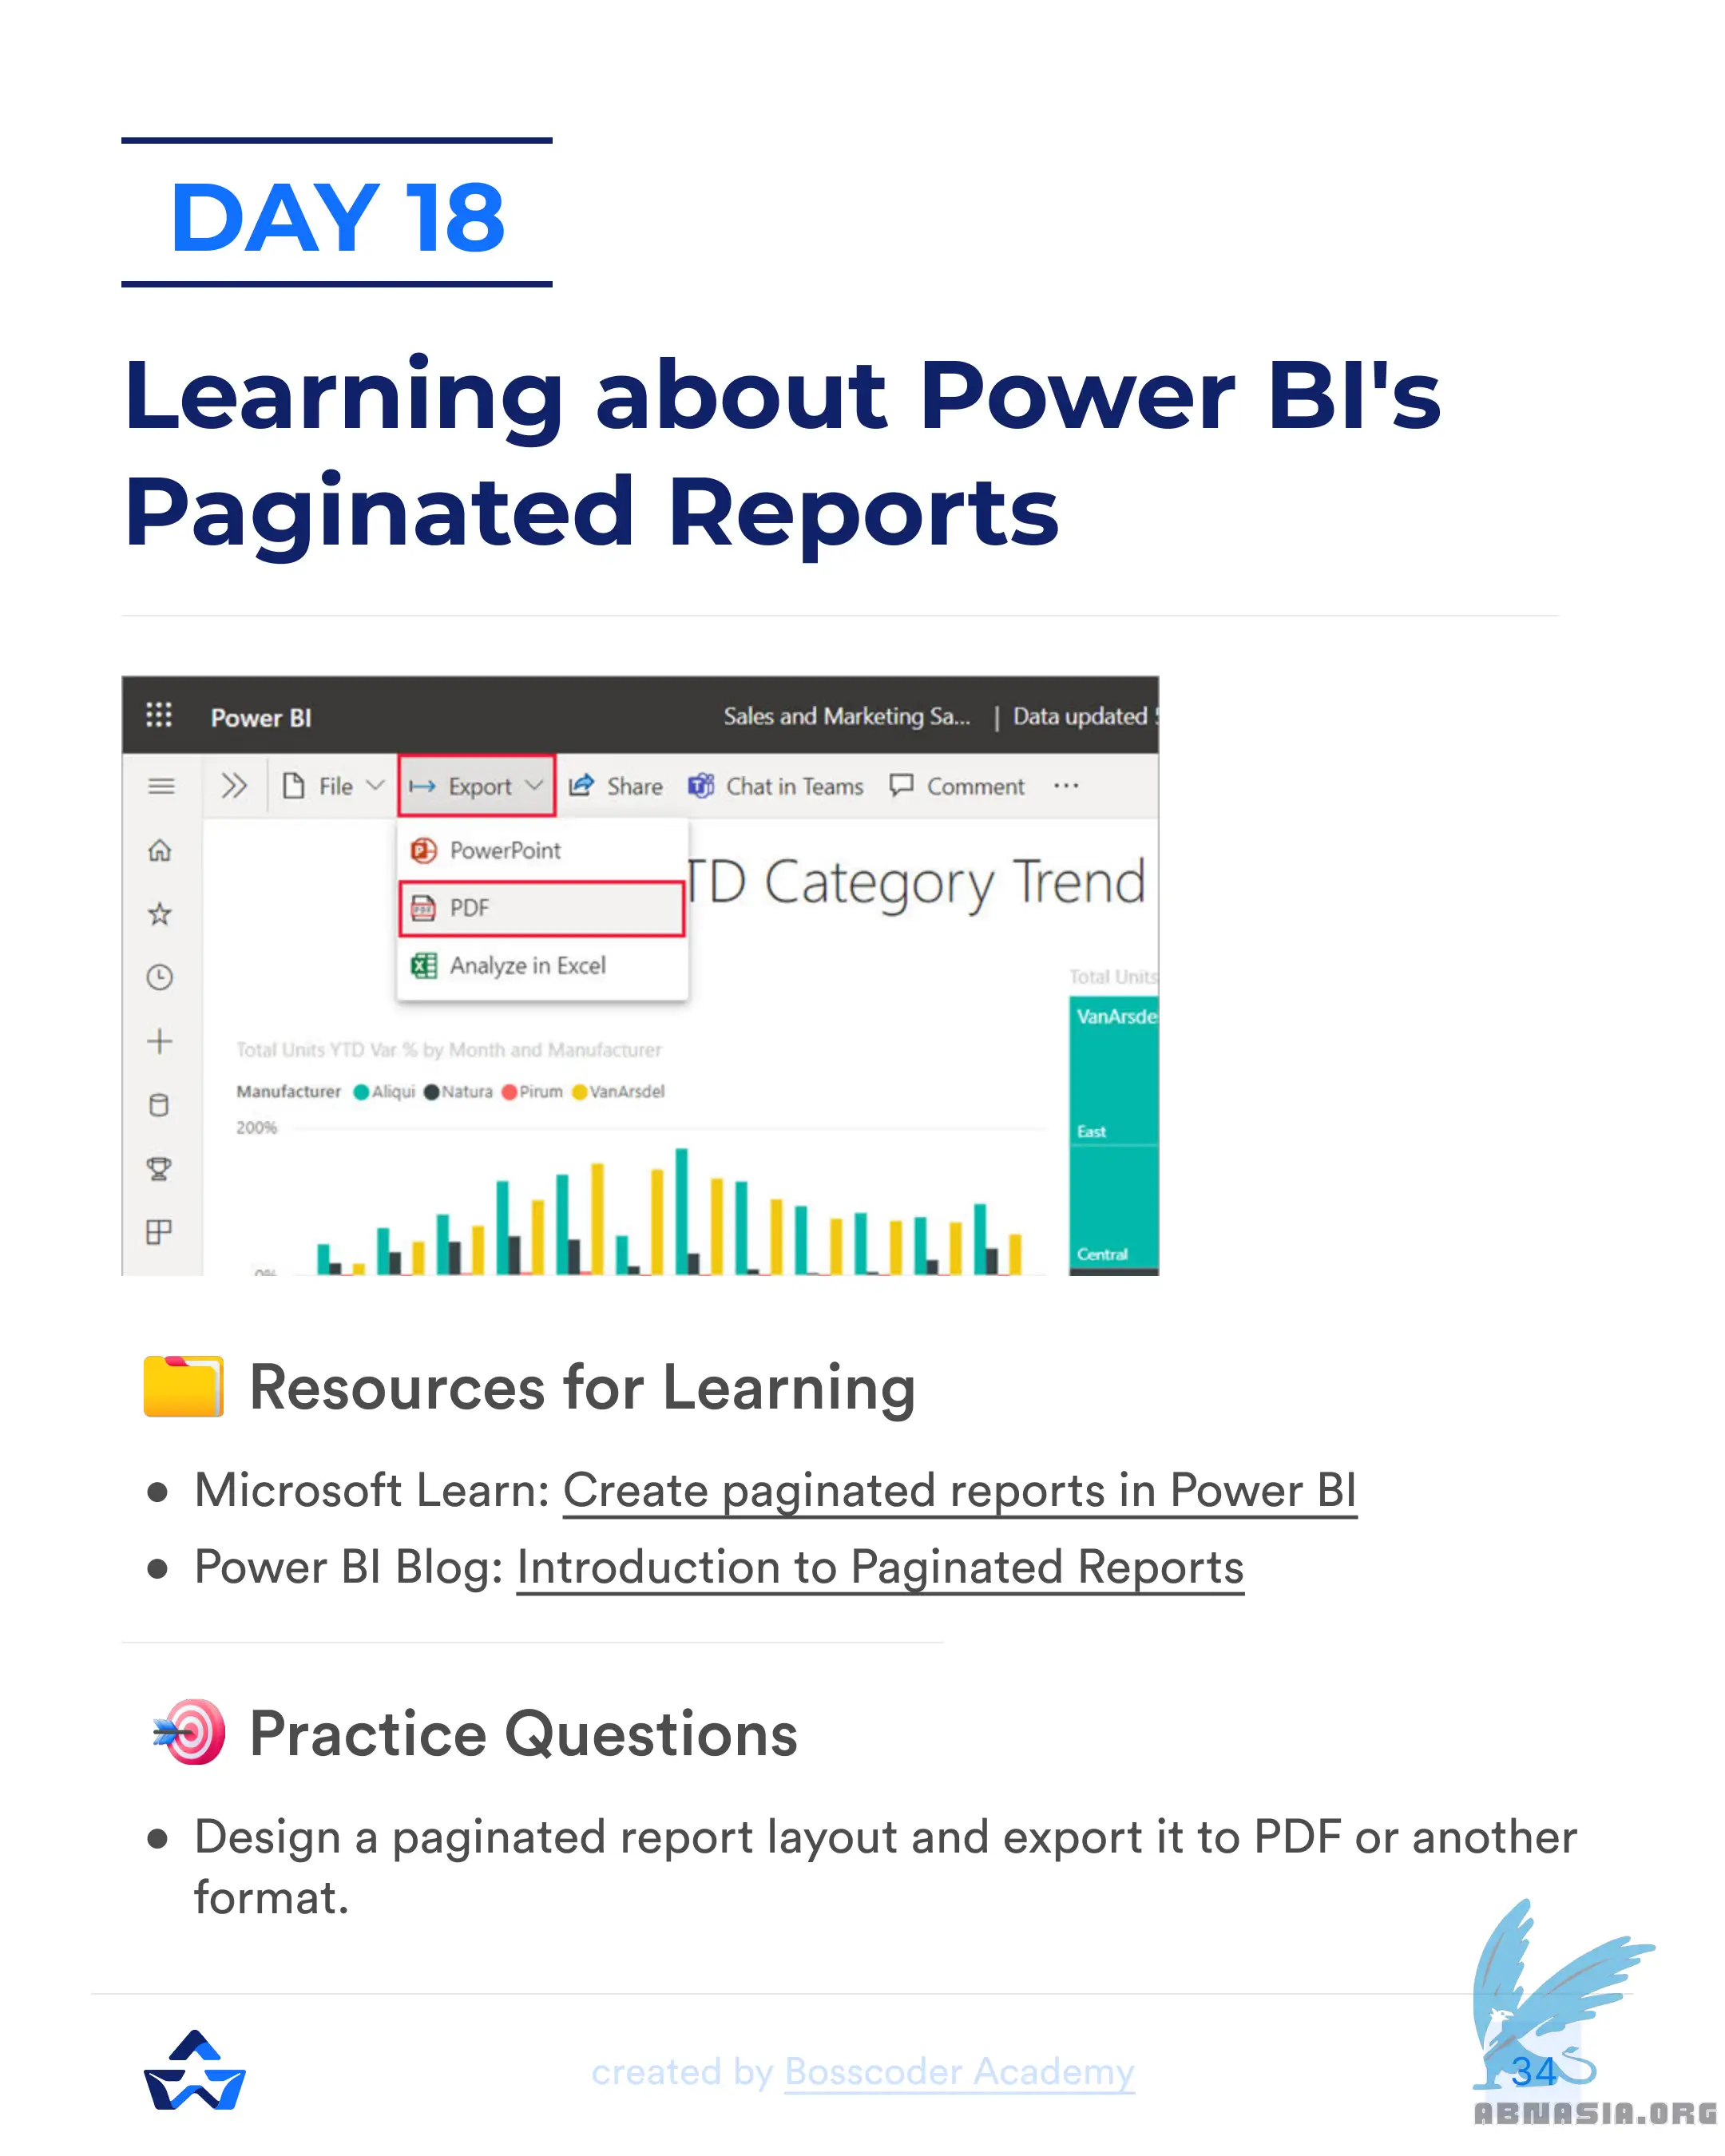 DAY 18
Learning about Power BI's
Paginated Reports
Power BI
Sales and Marketing Sa... | Data updated
File
Export
Share
Chat in Teams
Comment
...
PowerPoint
PDF
Analyze in Excel
TD Category Trend
Total Units
VanArsde
East
Central
Total Units YTD Var % by Month and Manufacturer
Manufacturer Aliqui Natura Pirum VanArsdel
200%
0%
Resources for Learning
• Microsoft Learn: Create paginated reports in Power BI
• Power BI Blog: Introduction to Paginated Reports
Practice Questions
• Design a paginated report layout and export it to PDF or another
format.
created by Bosscoder Academy
34
ABNASIA.ORG